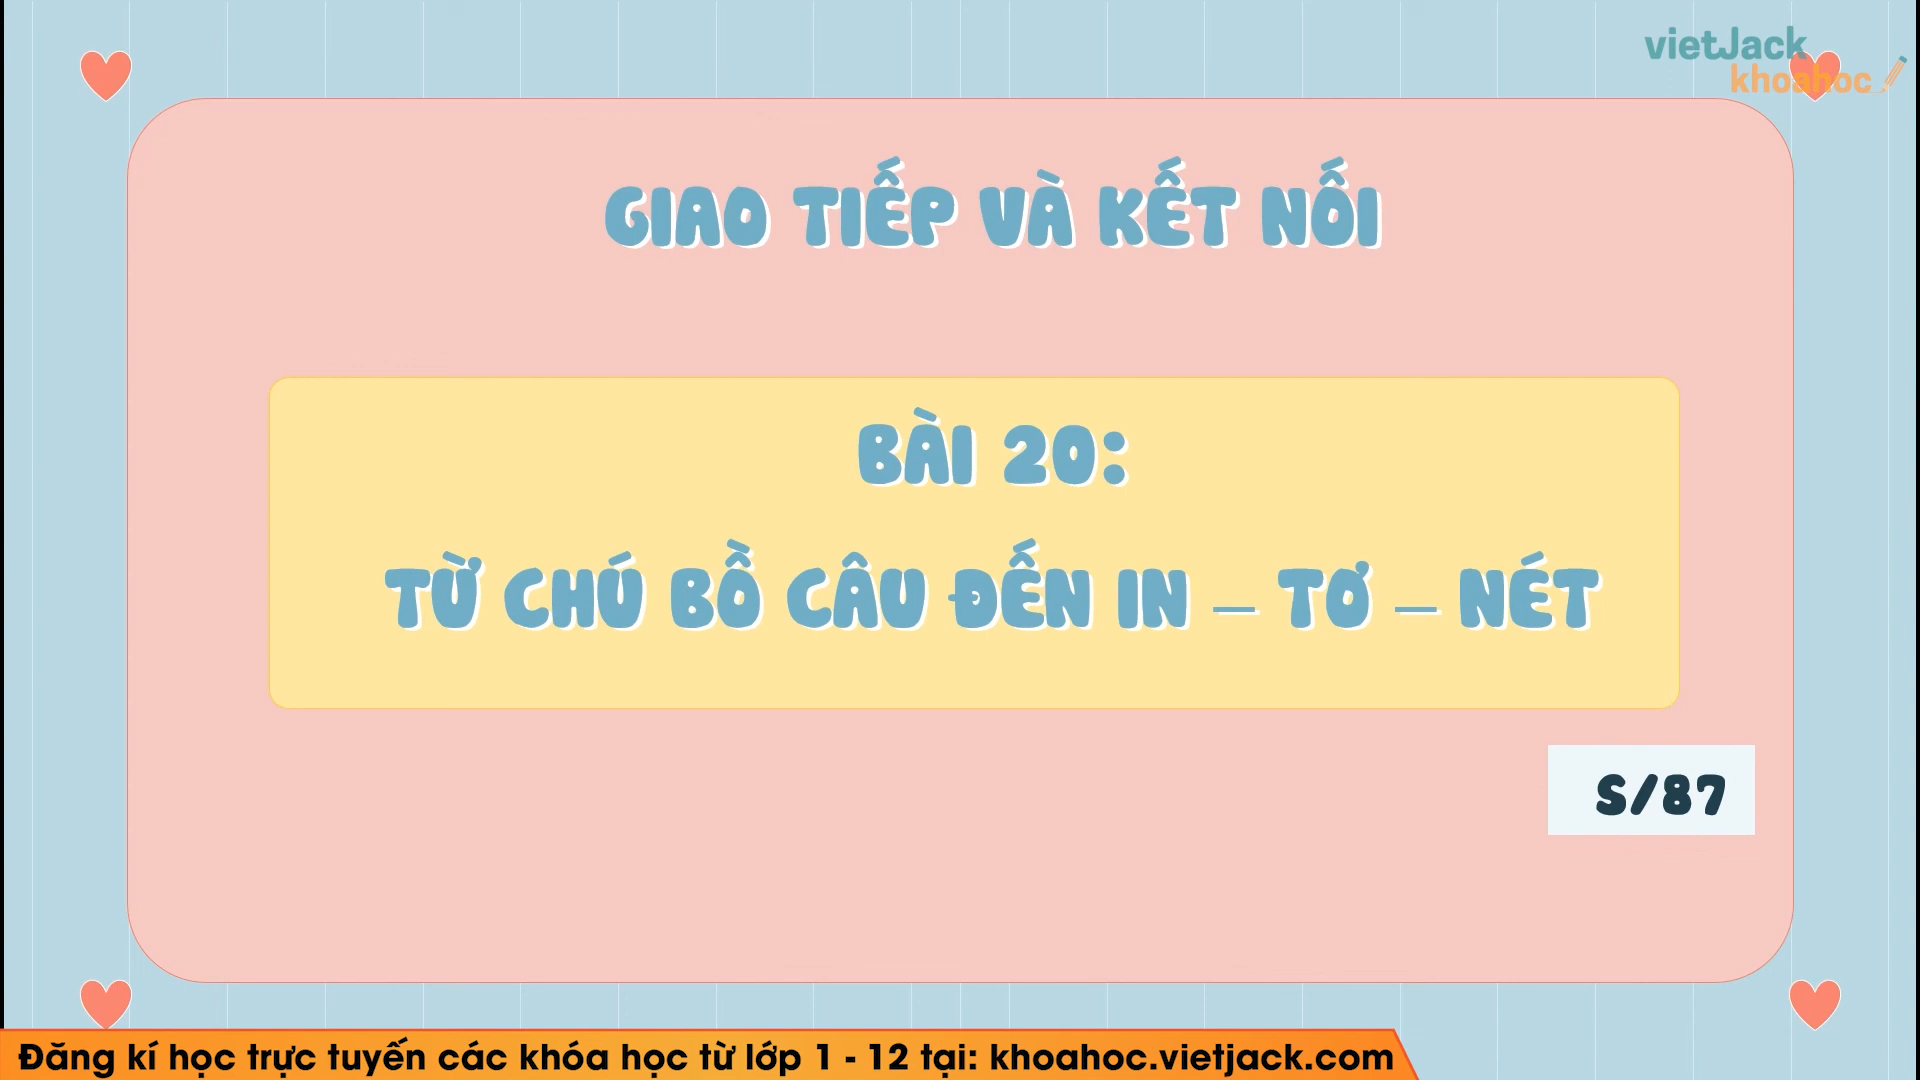 vietJack
khoahoc
GIAO TIẾP VÀ KẾT NỐI
BÀI 20:
TỪ CHÚ BỒ CÂU ĐẾN IN – TƠ – NÉT
S/87
Đăng kí học trực tuyến các khóa học từ lớp 1 - 12 tại: khoahoc.vietjack.com